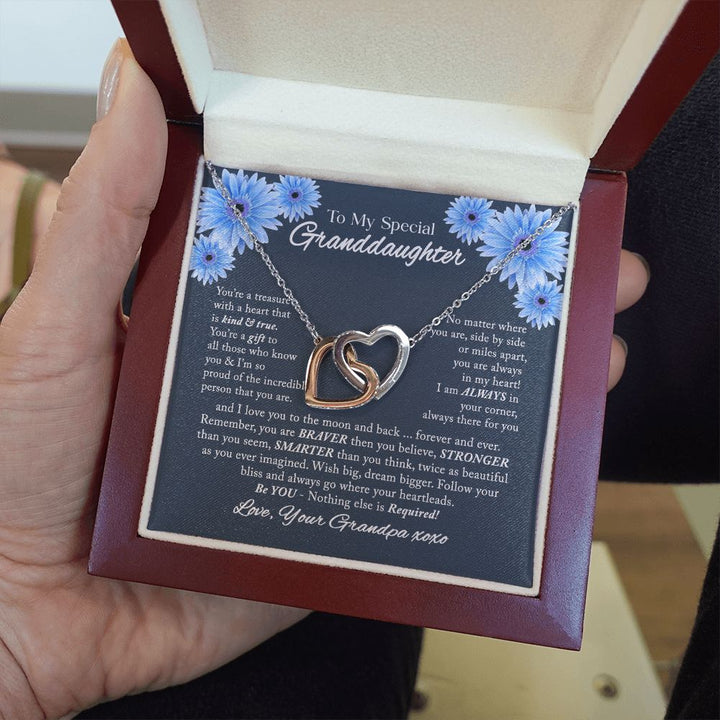 To My Special
Granddaughter
You're a treasure
with a heart that
is kind & true.
You're a gift to
all those who know
you & I'm so
proud of the incredibl
person that you are.
No matter where
you are, side by side
or miles apart,
you are always
in my heart!
I am ALWAYS in
your corner,
always there for you
and I love you to the moon and back ... forever and ever.
Remember, you are BRAVER then you believe, STRONGER
than you seem, SMARTER than you think, twice as beautiful
as you ever imagined. Wish big, dream bigger. Follow your
bliss and always go where your heartleads.
Be YOU - Nothing else is Required!
Love, Your Grandpa xoxo